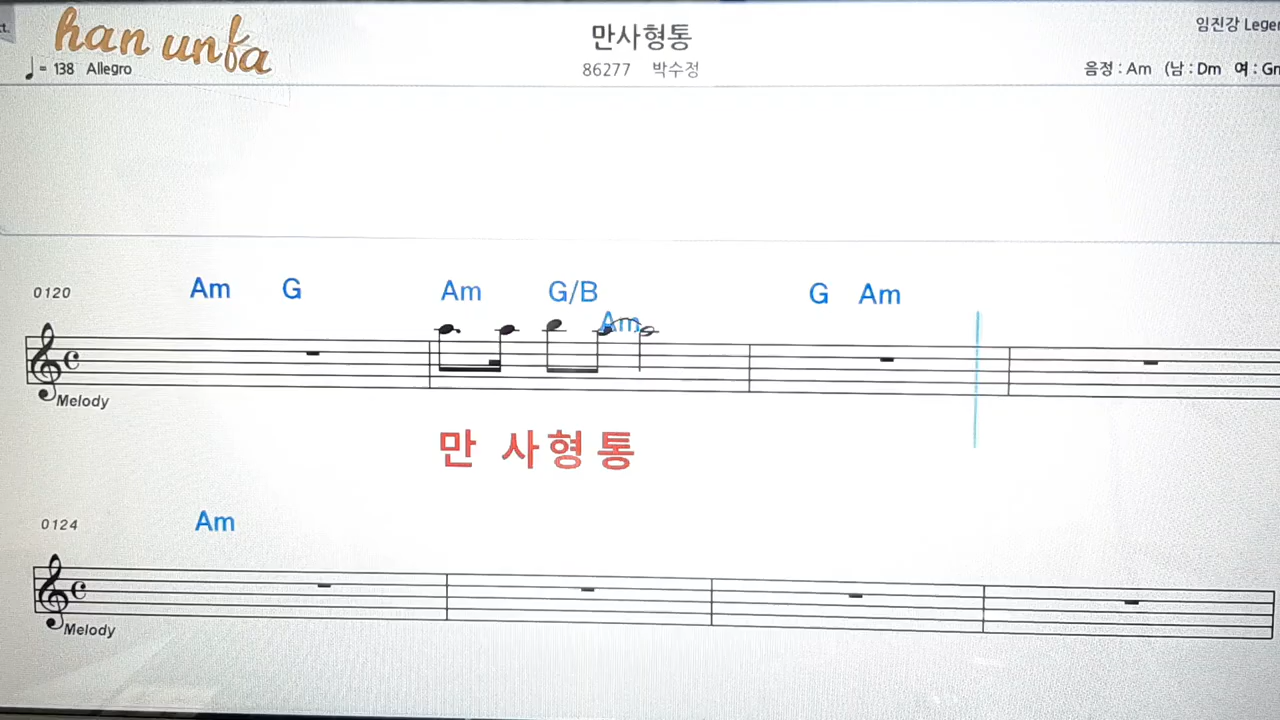 han unfa
= 138 Allegro
만사형통
86277 박수정
임진강 Lege
음정 : Am (남 : Dm 여 : Gm
0120 Am G Am G/B Am G Am
Melody
만 사형통
0124 Am
Melody